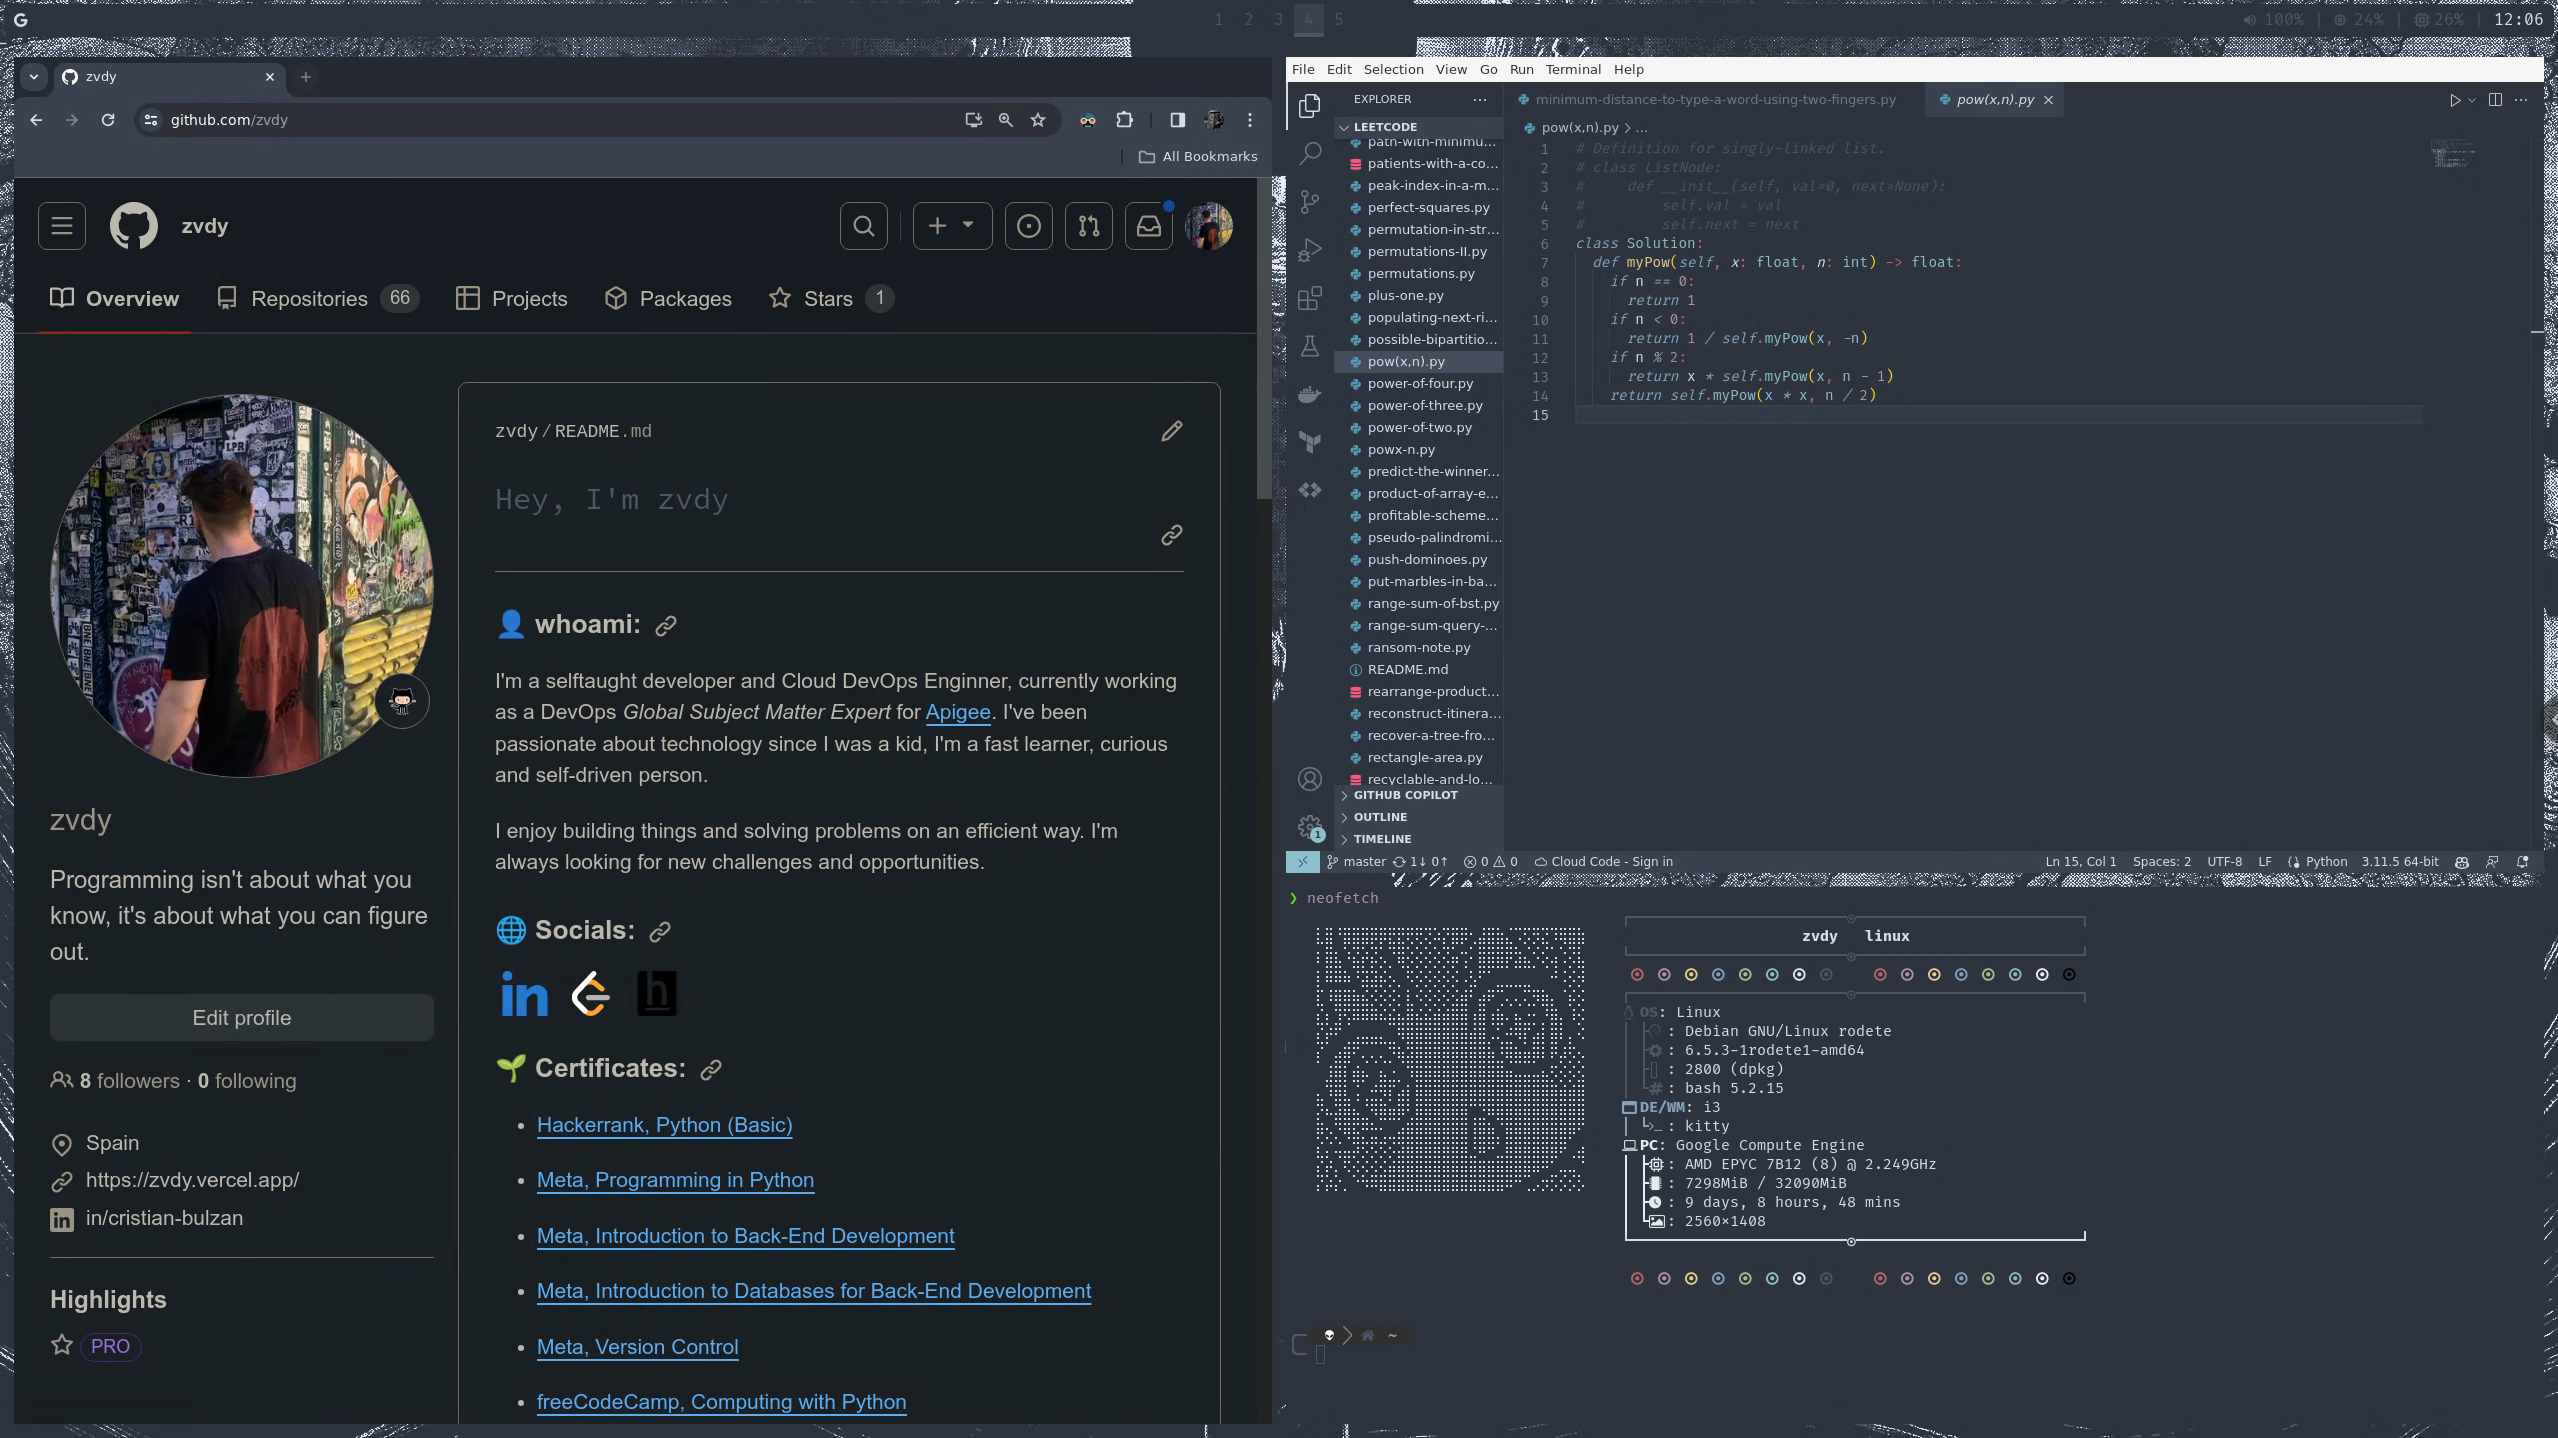 1 2 3 4 5
100% | 24% | 26% | 12:06
zvdy
github.com/zvdy
All Bookmarks
zvdy
Overview
Repositories 66
Projects
Packages
Stars 1
zvdy
Programming isn't about what you
know, it's about what you can figure
out.
Edit profile
8 followers · 0 following
Spain
https://zvdy.vercel.app/
in/cristian-bulzan
Highlights
PRO
zvdy/README.md
Hey, I'm zvdy
whoami:
I'm a selftaught developer and Cloud DevOps Enginner, currently working
as a DevOps Global Subject Matter Expert for Apigee. I've been
passionate about technology since I was a kid, I'm a fast learner, curious
and self-driven person.
I enjoy building things and solving problems on an efficient way. I'm
always looking for new challenges and opportunities.
Socials:
Certificates:
• Hackerrank, Python (Basic)
• Meta, Programming in Python
• Meta, Introduction to Back-End Development
• Meta, Introduction to Databases for Back-End Development
• Meta, Version Control
• freeCodeCamp, Computing with Python
File Edit Selection View Go Run Terminal Help
EXPLORER
LEETCODE
path-with-minimu...
patients-with-a-co...
peak-index-in-a-m...
perfect-squares.py
permutation-in-str...
permutations-II.py
permutations.py
plus-one.py
populating-next-ri...
possible-bipartitio...
pow(x,n).py
power-of-four.py
power-of-three.py
power-of-two.py
powx-n.py
predict-the-winner...
product-of-array-e...
profitable-scheme...
pseudo-palindromi...
push-dominoes.py
put-marbles-in-ba...
range-sum-of-bst.py
range-sum-query-...
ransom-note.py
README.md
rearrange-product...
reconstruct-itinera...
recover-a-tree-fro...
rectangle-area.py
recyclable-and-lo...
GITHUB COPILOT
OUTLINE
TIMELINE
minimum-distance-to-type-a-word-using-two-fingers.py
pow(x,n).py
pow(x,n).py > ...
1 # Definition for singly-linked list.
2 # class ListNode:
3 #     def __init__(self, val=0, next=None):
4 #         self.val = val
5 #         self.next = next
6 class Solution:
7   def myPow(self, x: float, n: int) -> float:
8     if n == 0:
9       return 1
10     if n < 0:
11       return 1 / self.myPow(x, -n)
12     if n % 2:
13       return x * self.myPow(x, n - 1)
14     return self.myPow(x * x, n / 2)
15
master 1↓ 0↑ 0 0 Cloud Code - Sign in
Ln 15, Col 1 Spaces: 2 UTF-8 LF Python 3.11.5 64-bit
❯ neofetch
zvdy linux
OS: Linux
: Debian GNU/Linux rodete
: 6.5.3-1rodete1-amd64
: 2800 (dpkg)
# : bash 5.2.15
DE/WM: i3
: kitty
PC: Google Compute Engine
: AMD EPYC 7B12 (8) @ 2.249GHz
: 7298MiB / 32090MiB
: 9 days, 8 hours, 48 mins
: 2560x1408
~